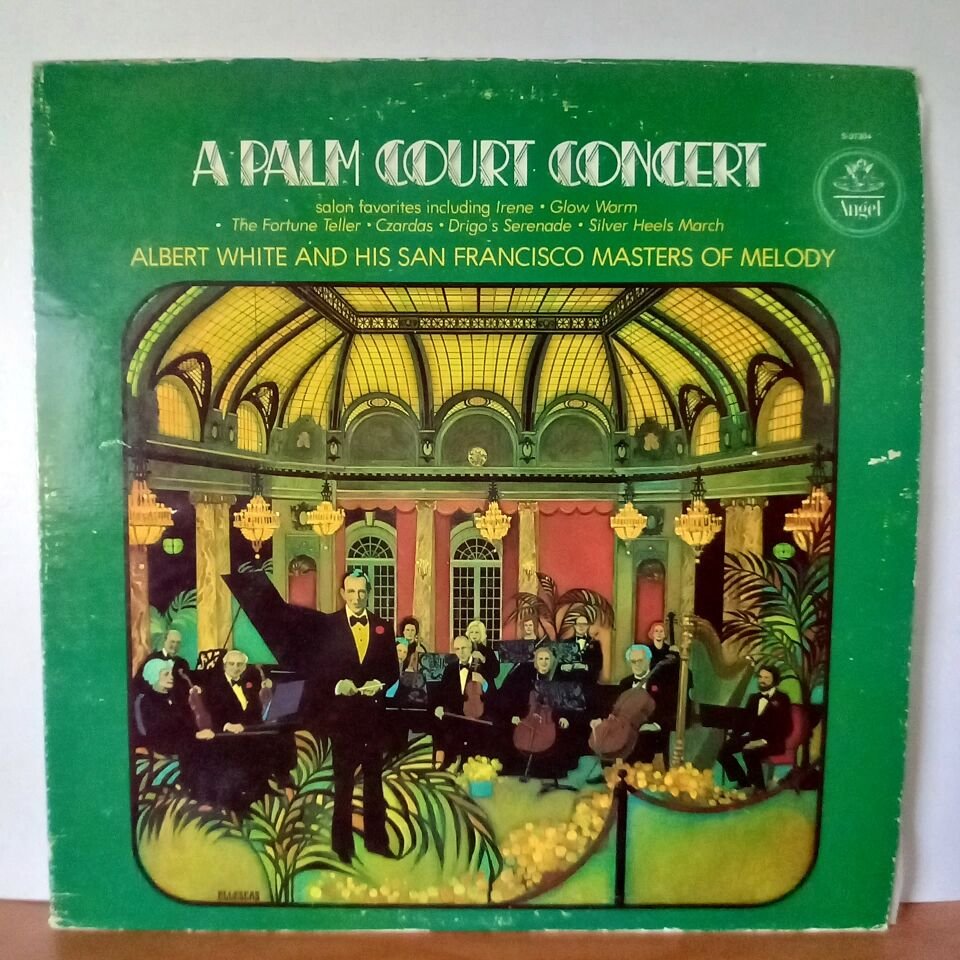 S-37304
A PALM COURT CONCERT
Angel
salon favorites including Irene • Glow Worm
• The Fortune Teller • Czardas • Drigo's Serenade • Silver Heels March
ALBERT WHITE AND HIS SAN FRANCISCO MASTERS OF MELODY